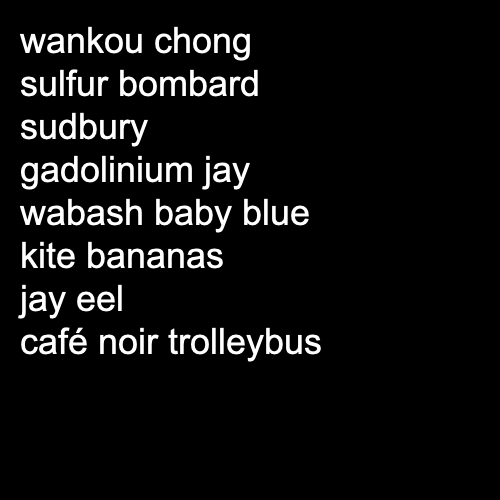 wankou chong
sulfur bombard
sudbury
gadolinium jay
wabash baby blue
kite bananas
jay eel
café noir trolleybus